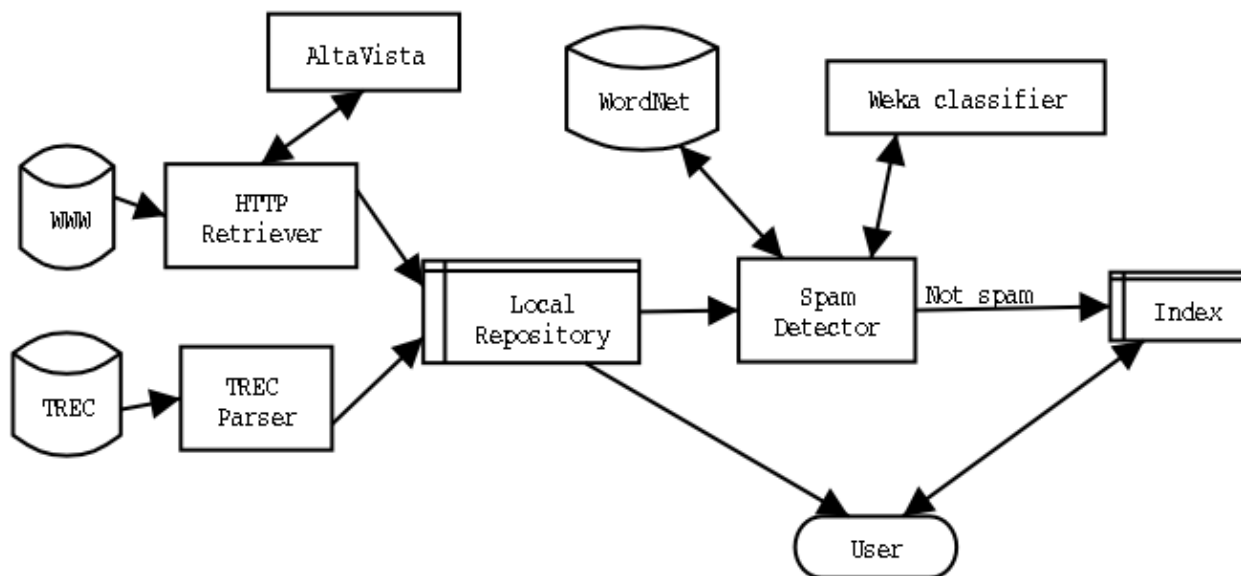 AltaVista
WordNet
Weka classifier
WWW
HTTP
Retriever
Local
Repository
Spam
Detector
Not spam
Index
TREC
TREC
Parser
User